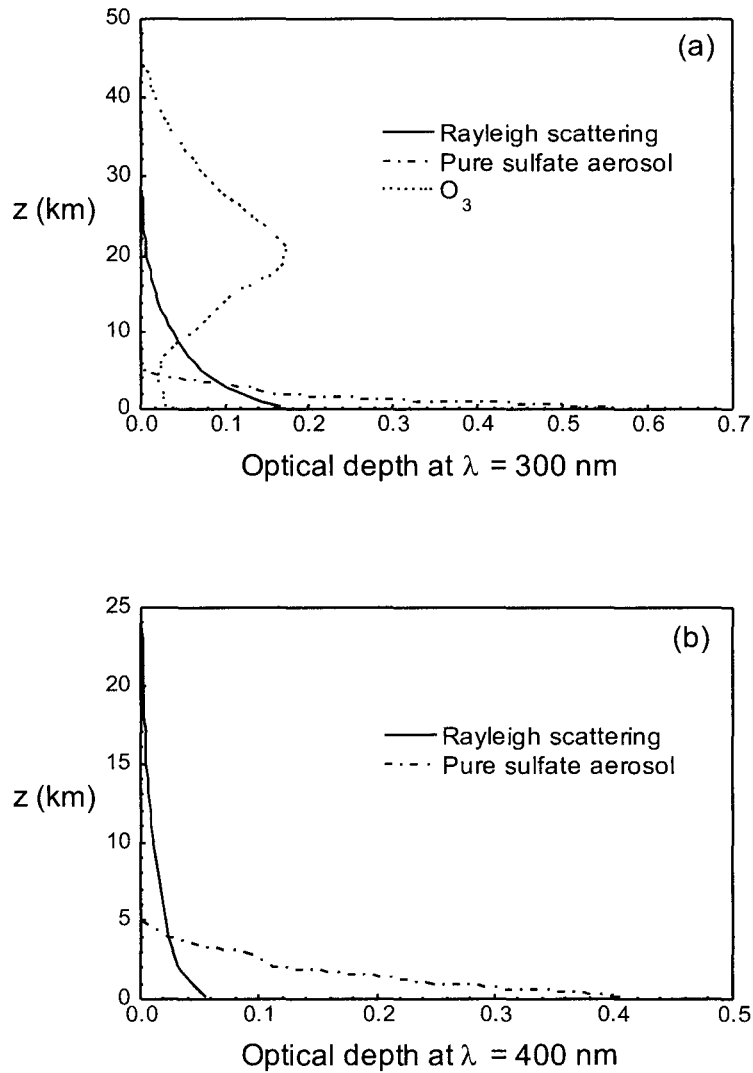 (a)
50
40
30
20
10
0
z (km)
Rayleigh scattering
Pure sulfate aerosol
O3
0.0 0.1 0.2 0.3 0.4 0.5 0.6 0.7
Optical depth at λ = 300 nm
(b)
25
20
15
10
5
0
z (km)
Rayleigh scattering
Pure sulfate aerosol
0.0 0.1 0.2 0.3 0.4 0.5
Optical depth at λ = 400 nm